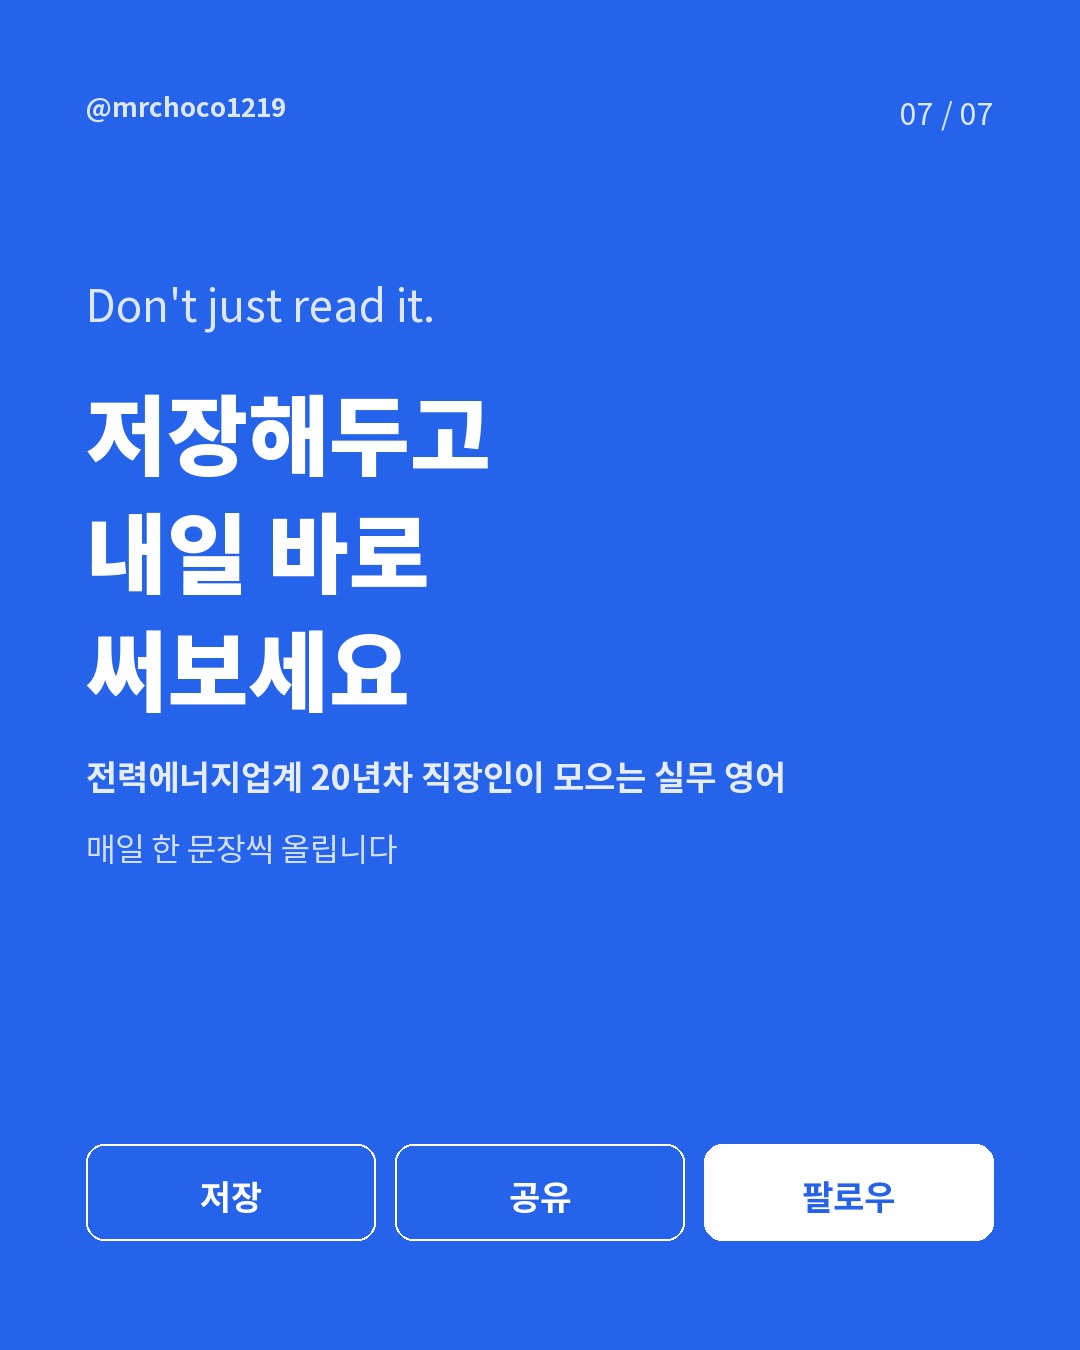 @mrchoco1219
07 / 07
Don't just read it.
저장해두고
내일 바로
써보세요
전력에너지업계 20년차 직장인이 모으는 실무 영어
매일 한 문장씩 올립니다
저장
공유
팔로우